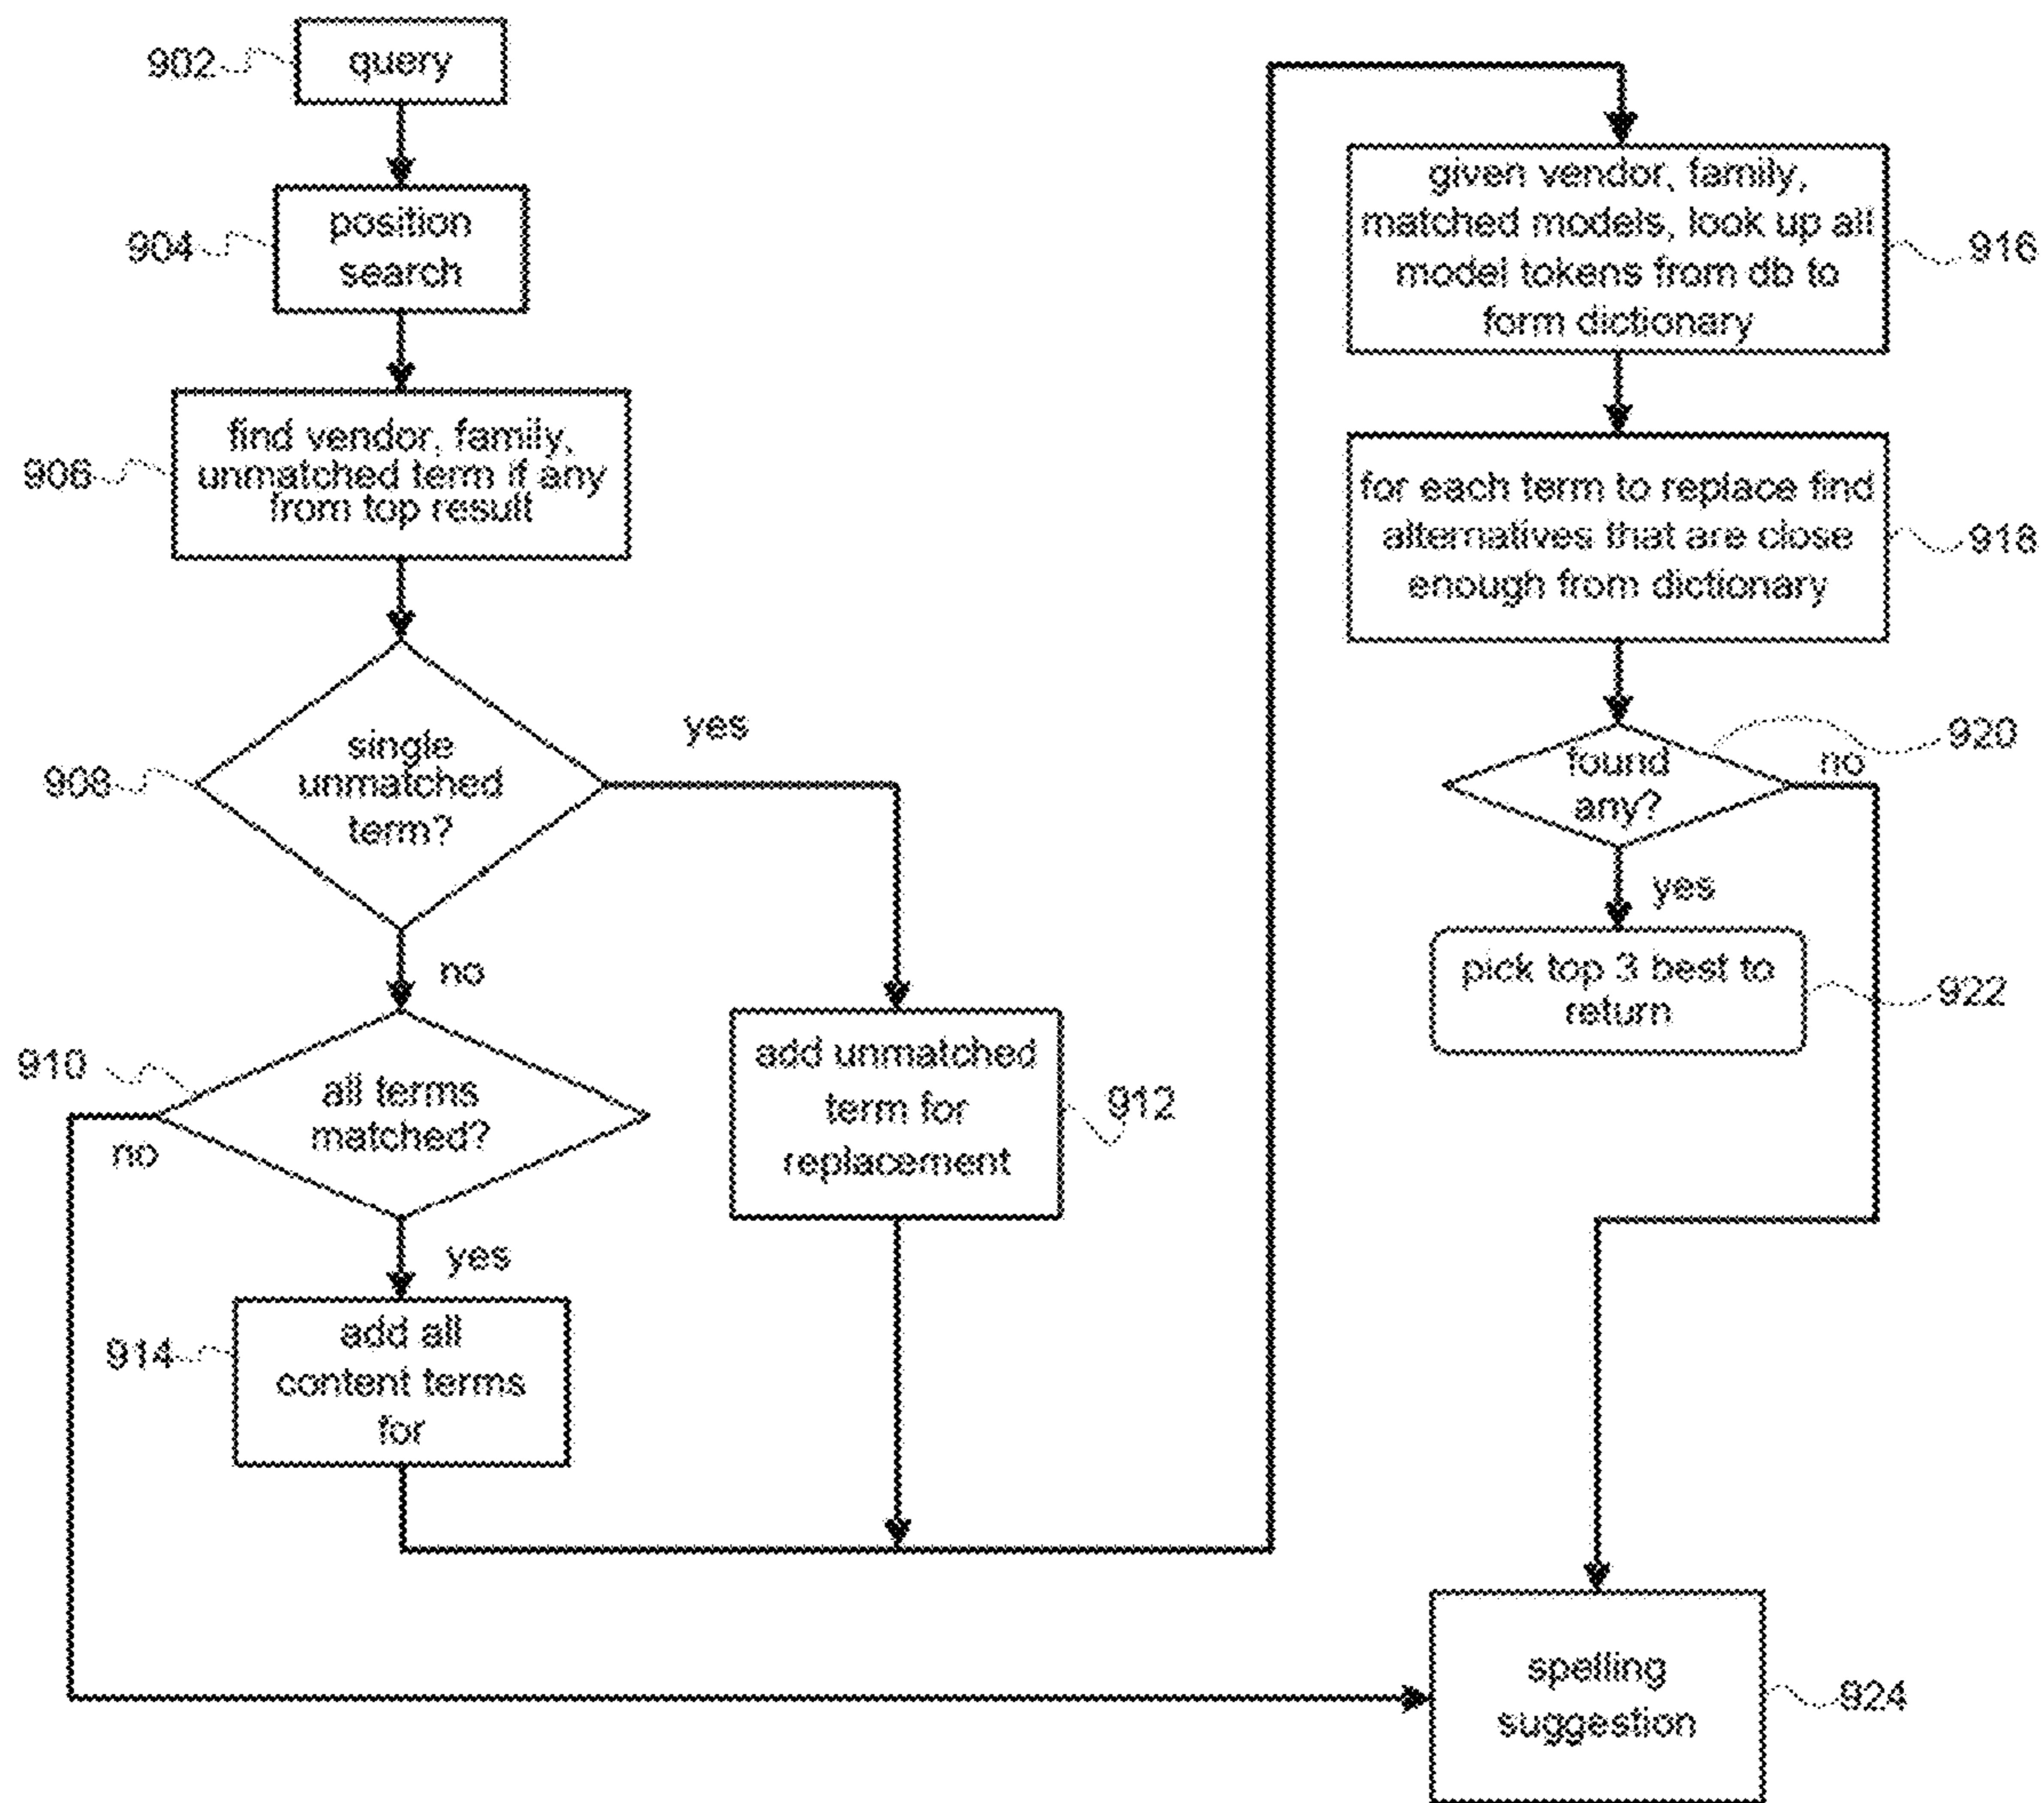 902
query
904
position
search
906
find vendor, family,
unmatched term if any
from top result
908
single
unmatched
term?
yes
no
910
all terms
matched?
no
yes
912
add unmatched
term for
replacement
914
add all
content terms
for
916
given vendor, family,
matched models, look up all
model tokens from db to
form dictionary
918
for each term to replace find
alternatives that are close
enough from dictionary
920
found
any?
no
yes
922
pick top 3 best to
return
924
spelling
suggestion